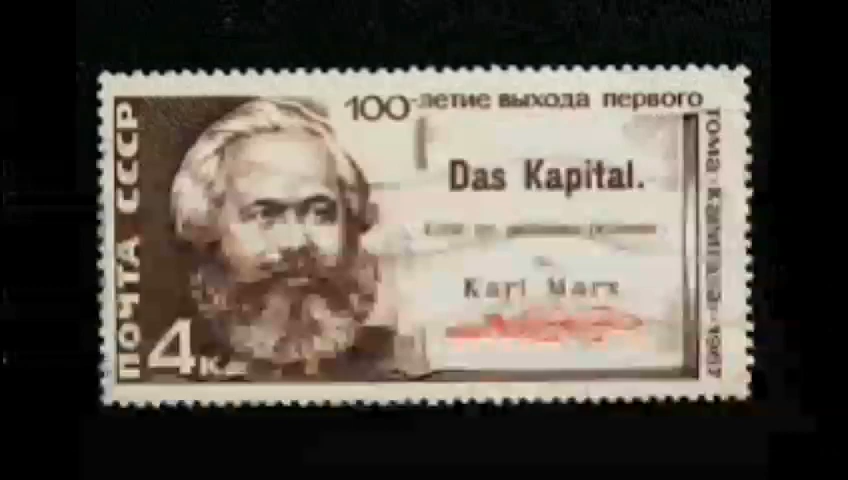 ПОЧТА СССР
4 К
100-летие выхода первого
тома "Капитала" 1967
Das Kapital.
Karl Marx